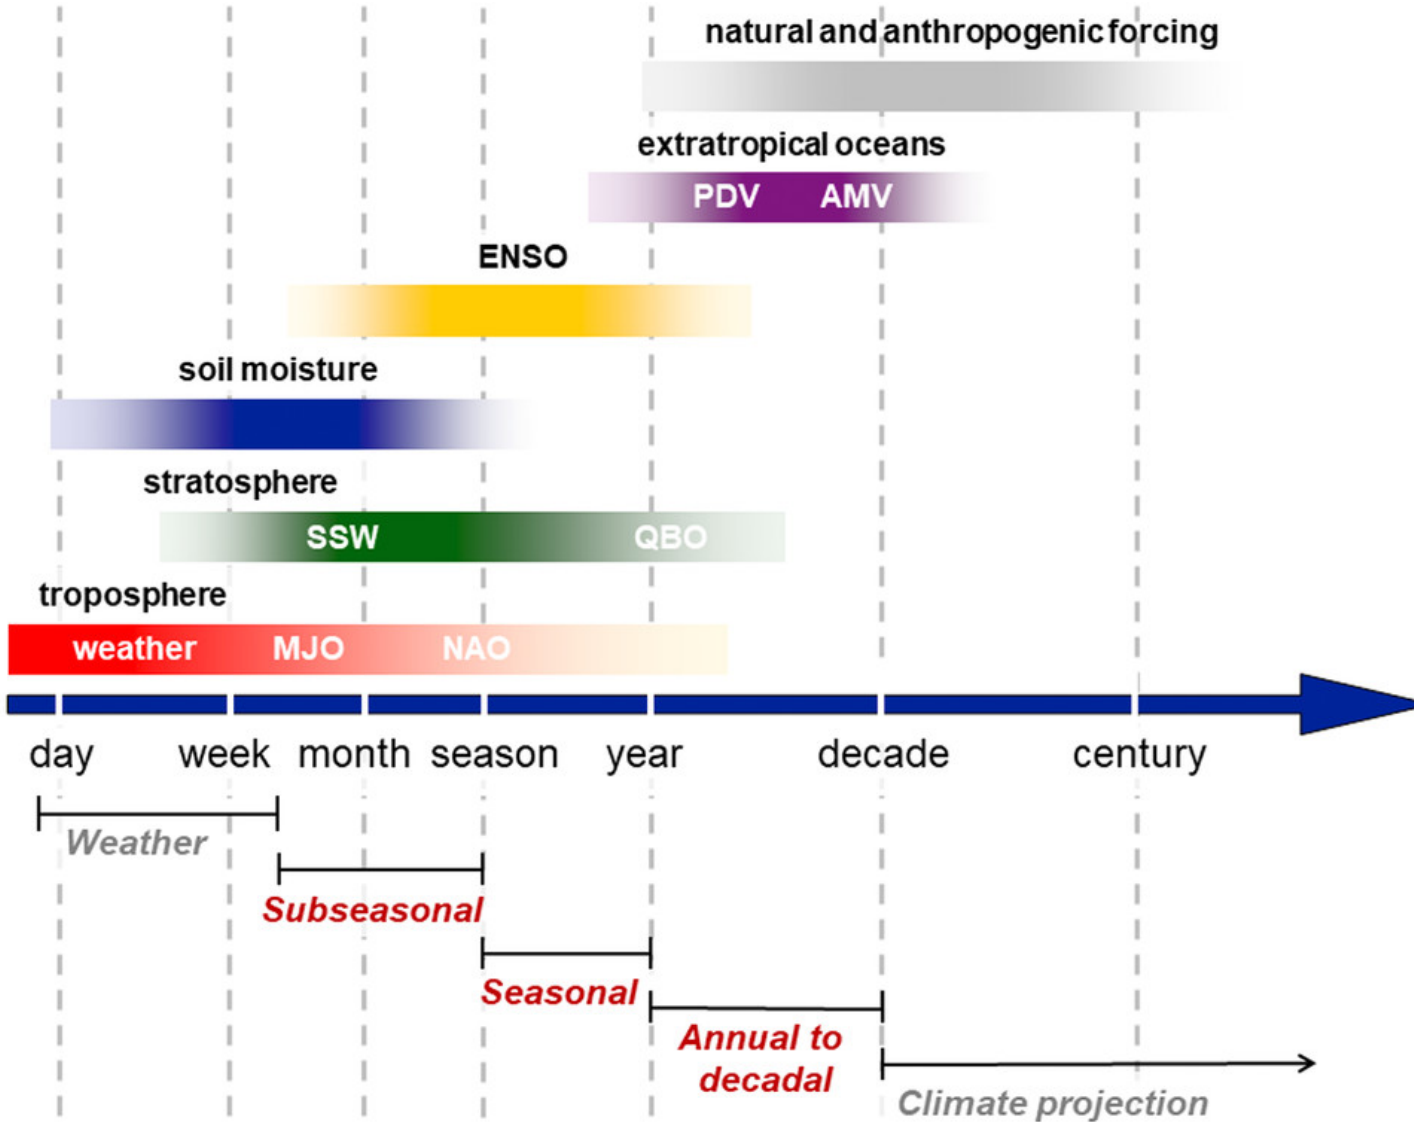 natural and anthropogenic forcing
extratropical oceans
PDV AMV
ENSO
soil moisture
stratosphere
SSW QBO
troposphere
weather MJO NAO
day week month season year decade century
Weather
Subseasonal
Seasonal
Annual to
decadal
Climate projection